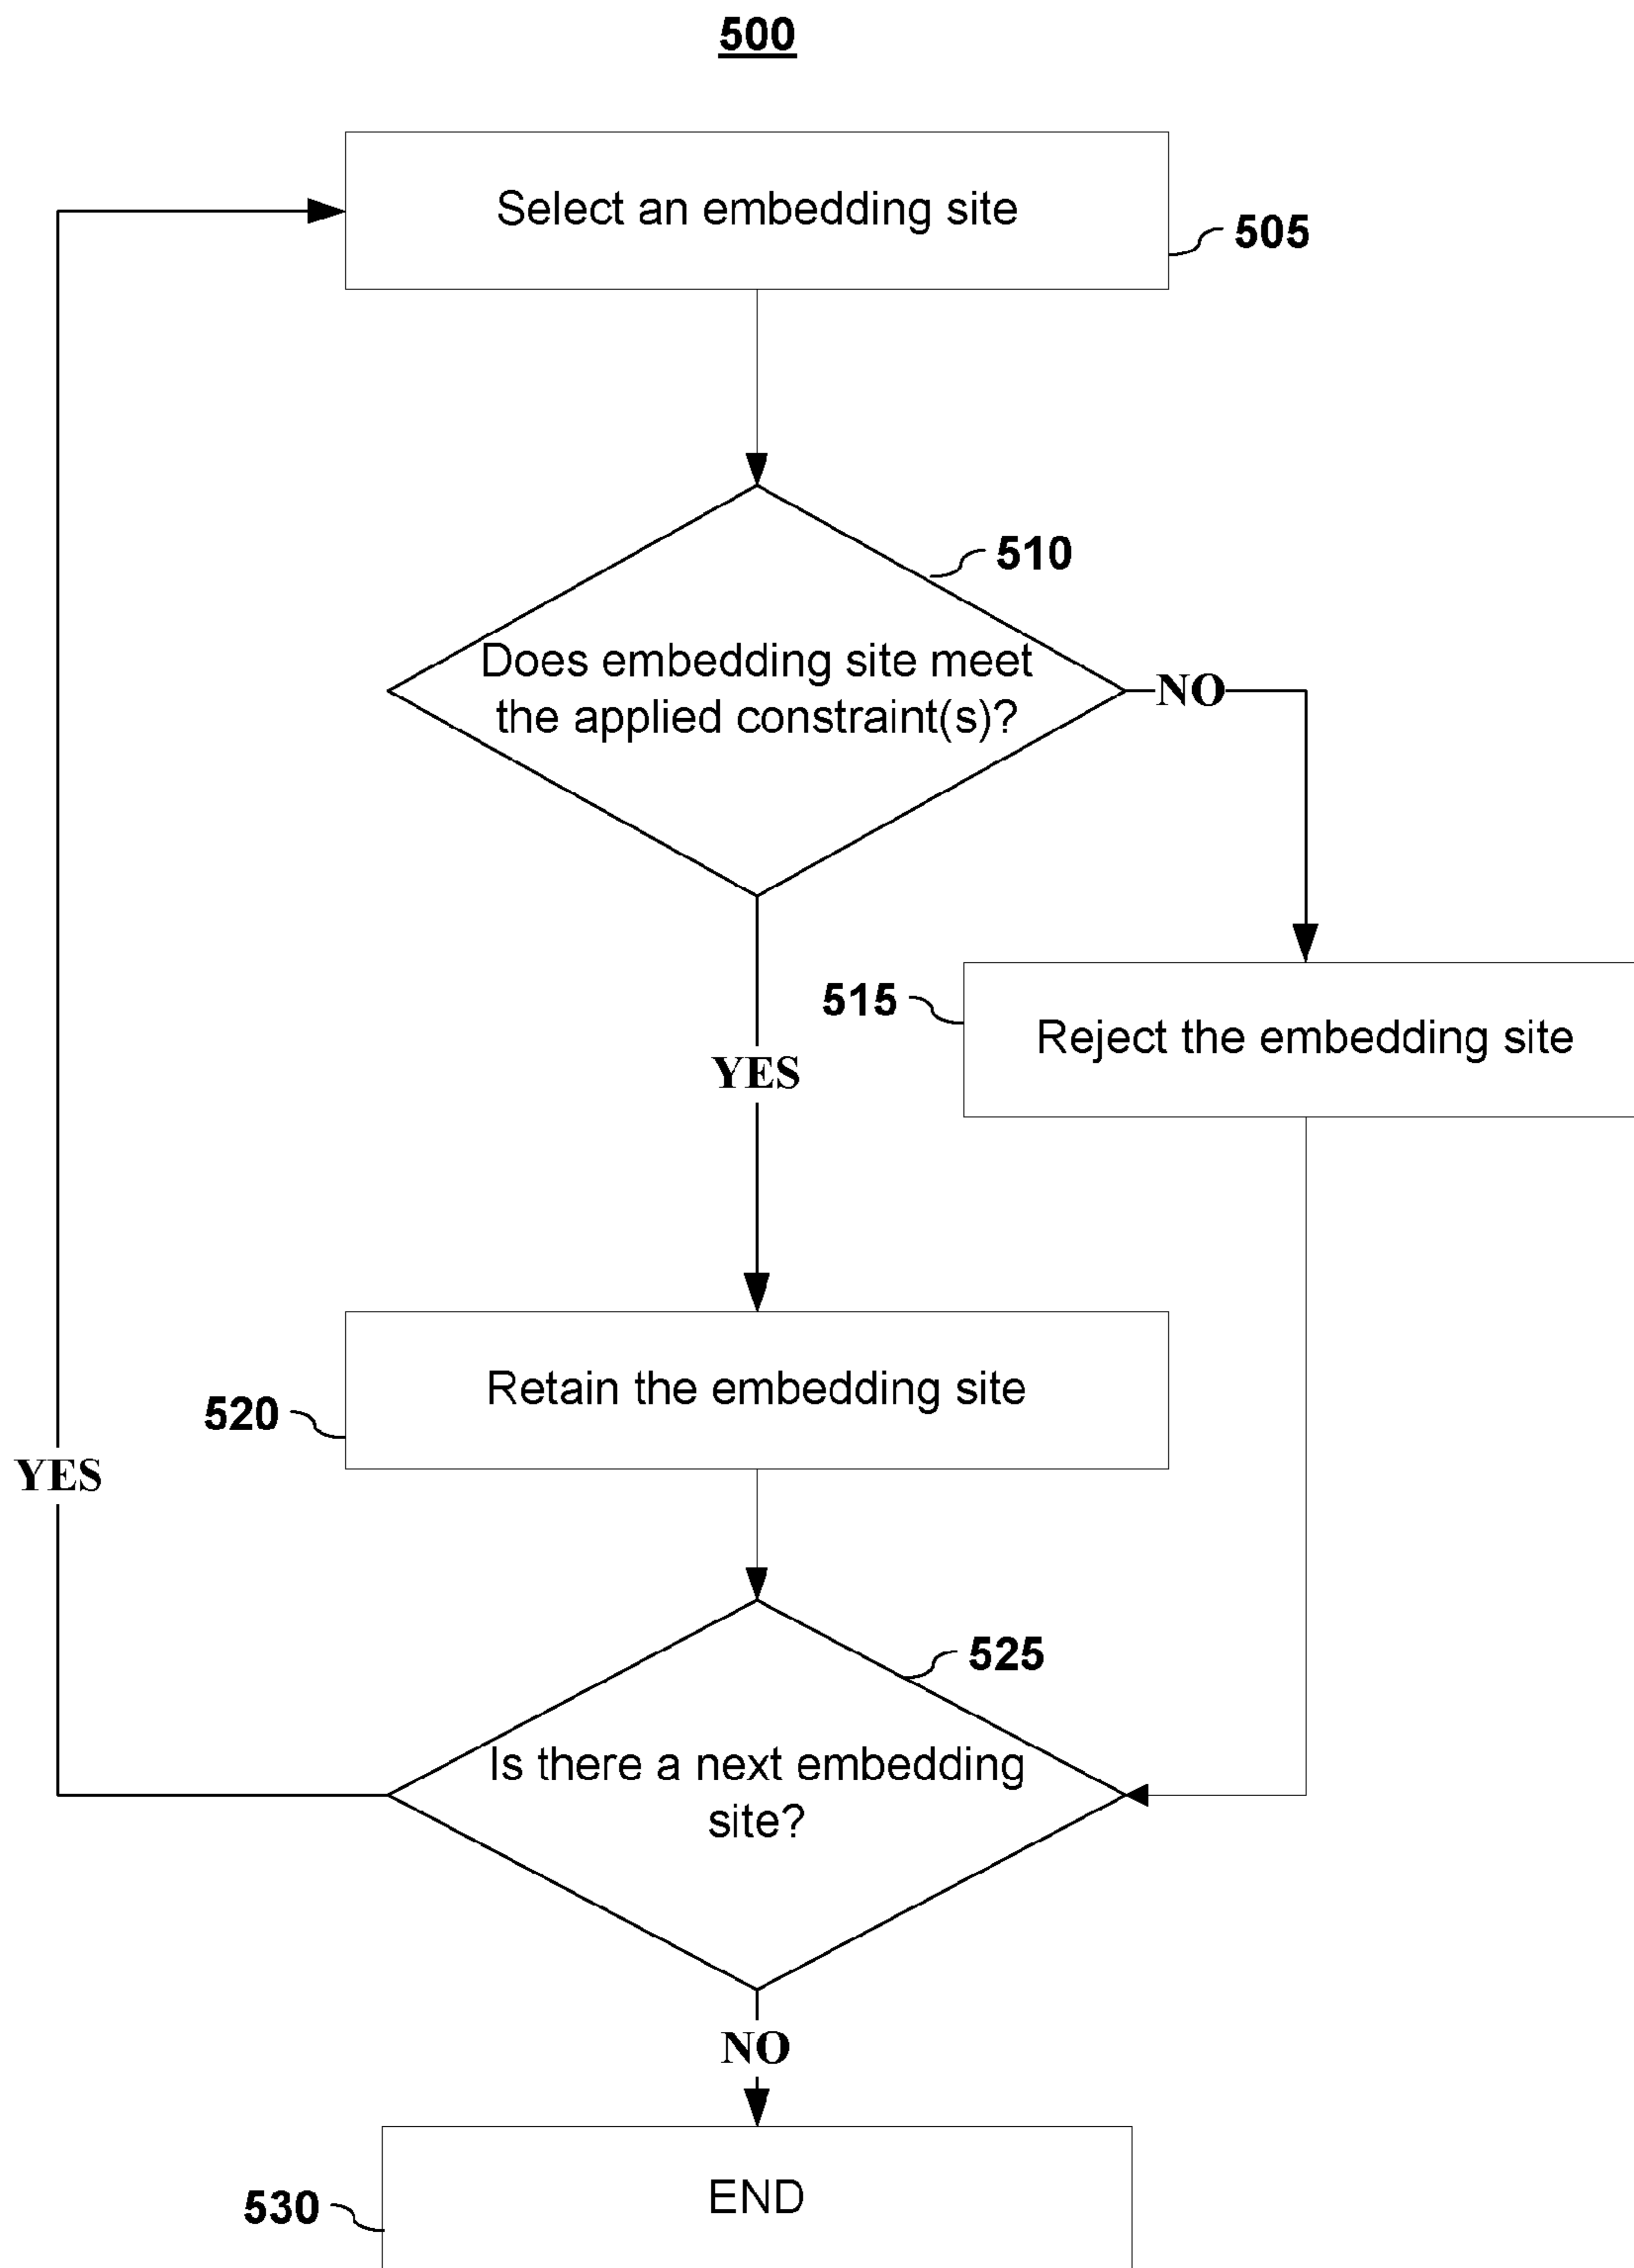 500
Select an embedding site
505
510
Does embedding site meet
the applied constraint(s)?
NO
515
Reject the embedding site
YES
Retain the embedding site
520
YES
525
Is there a next embedding
site?
NO
END
530